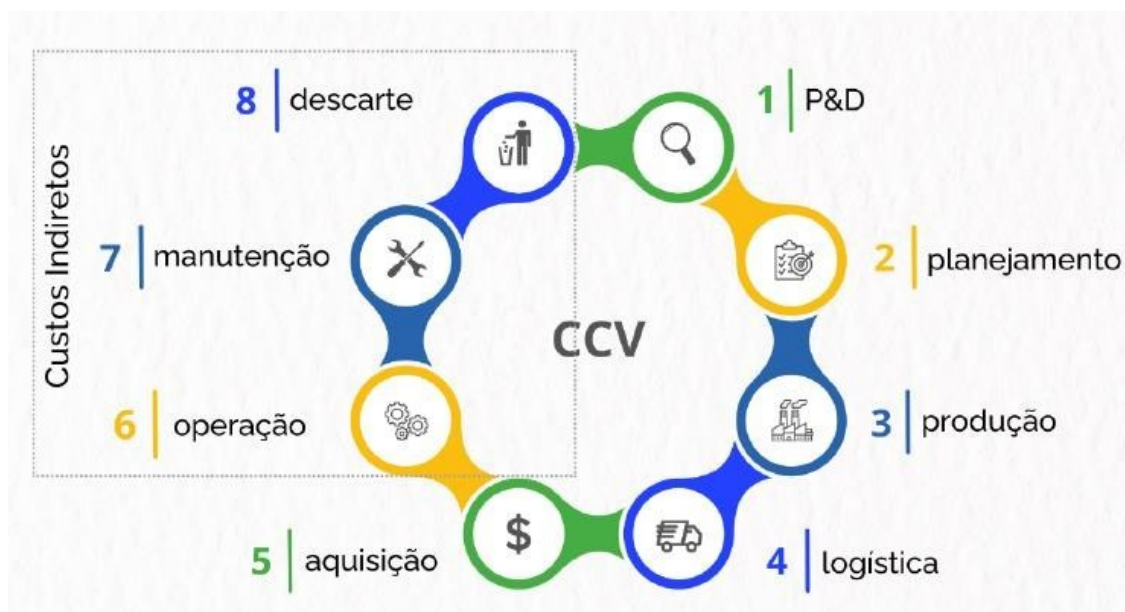 8 | descarte
1 | P&D
Custos Indiretos
7 | manutenção
2 | planejamento
CCV
6 | operação
3 | produção
5 | aquisição
$
4 | logística